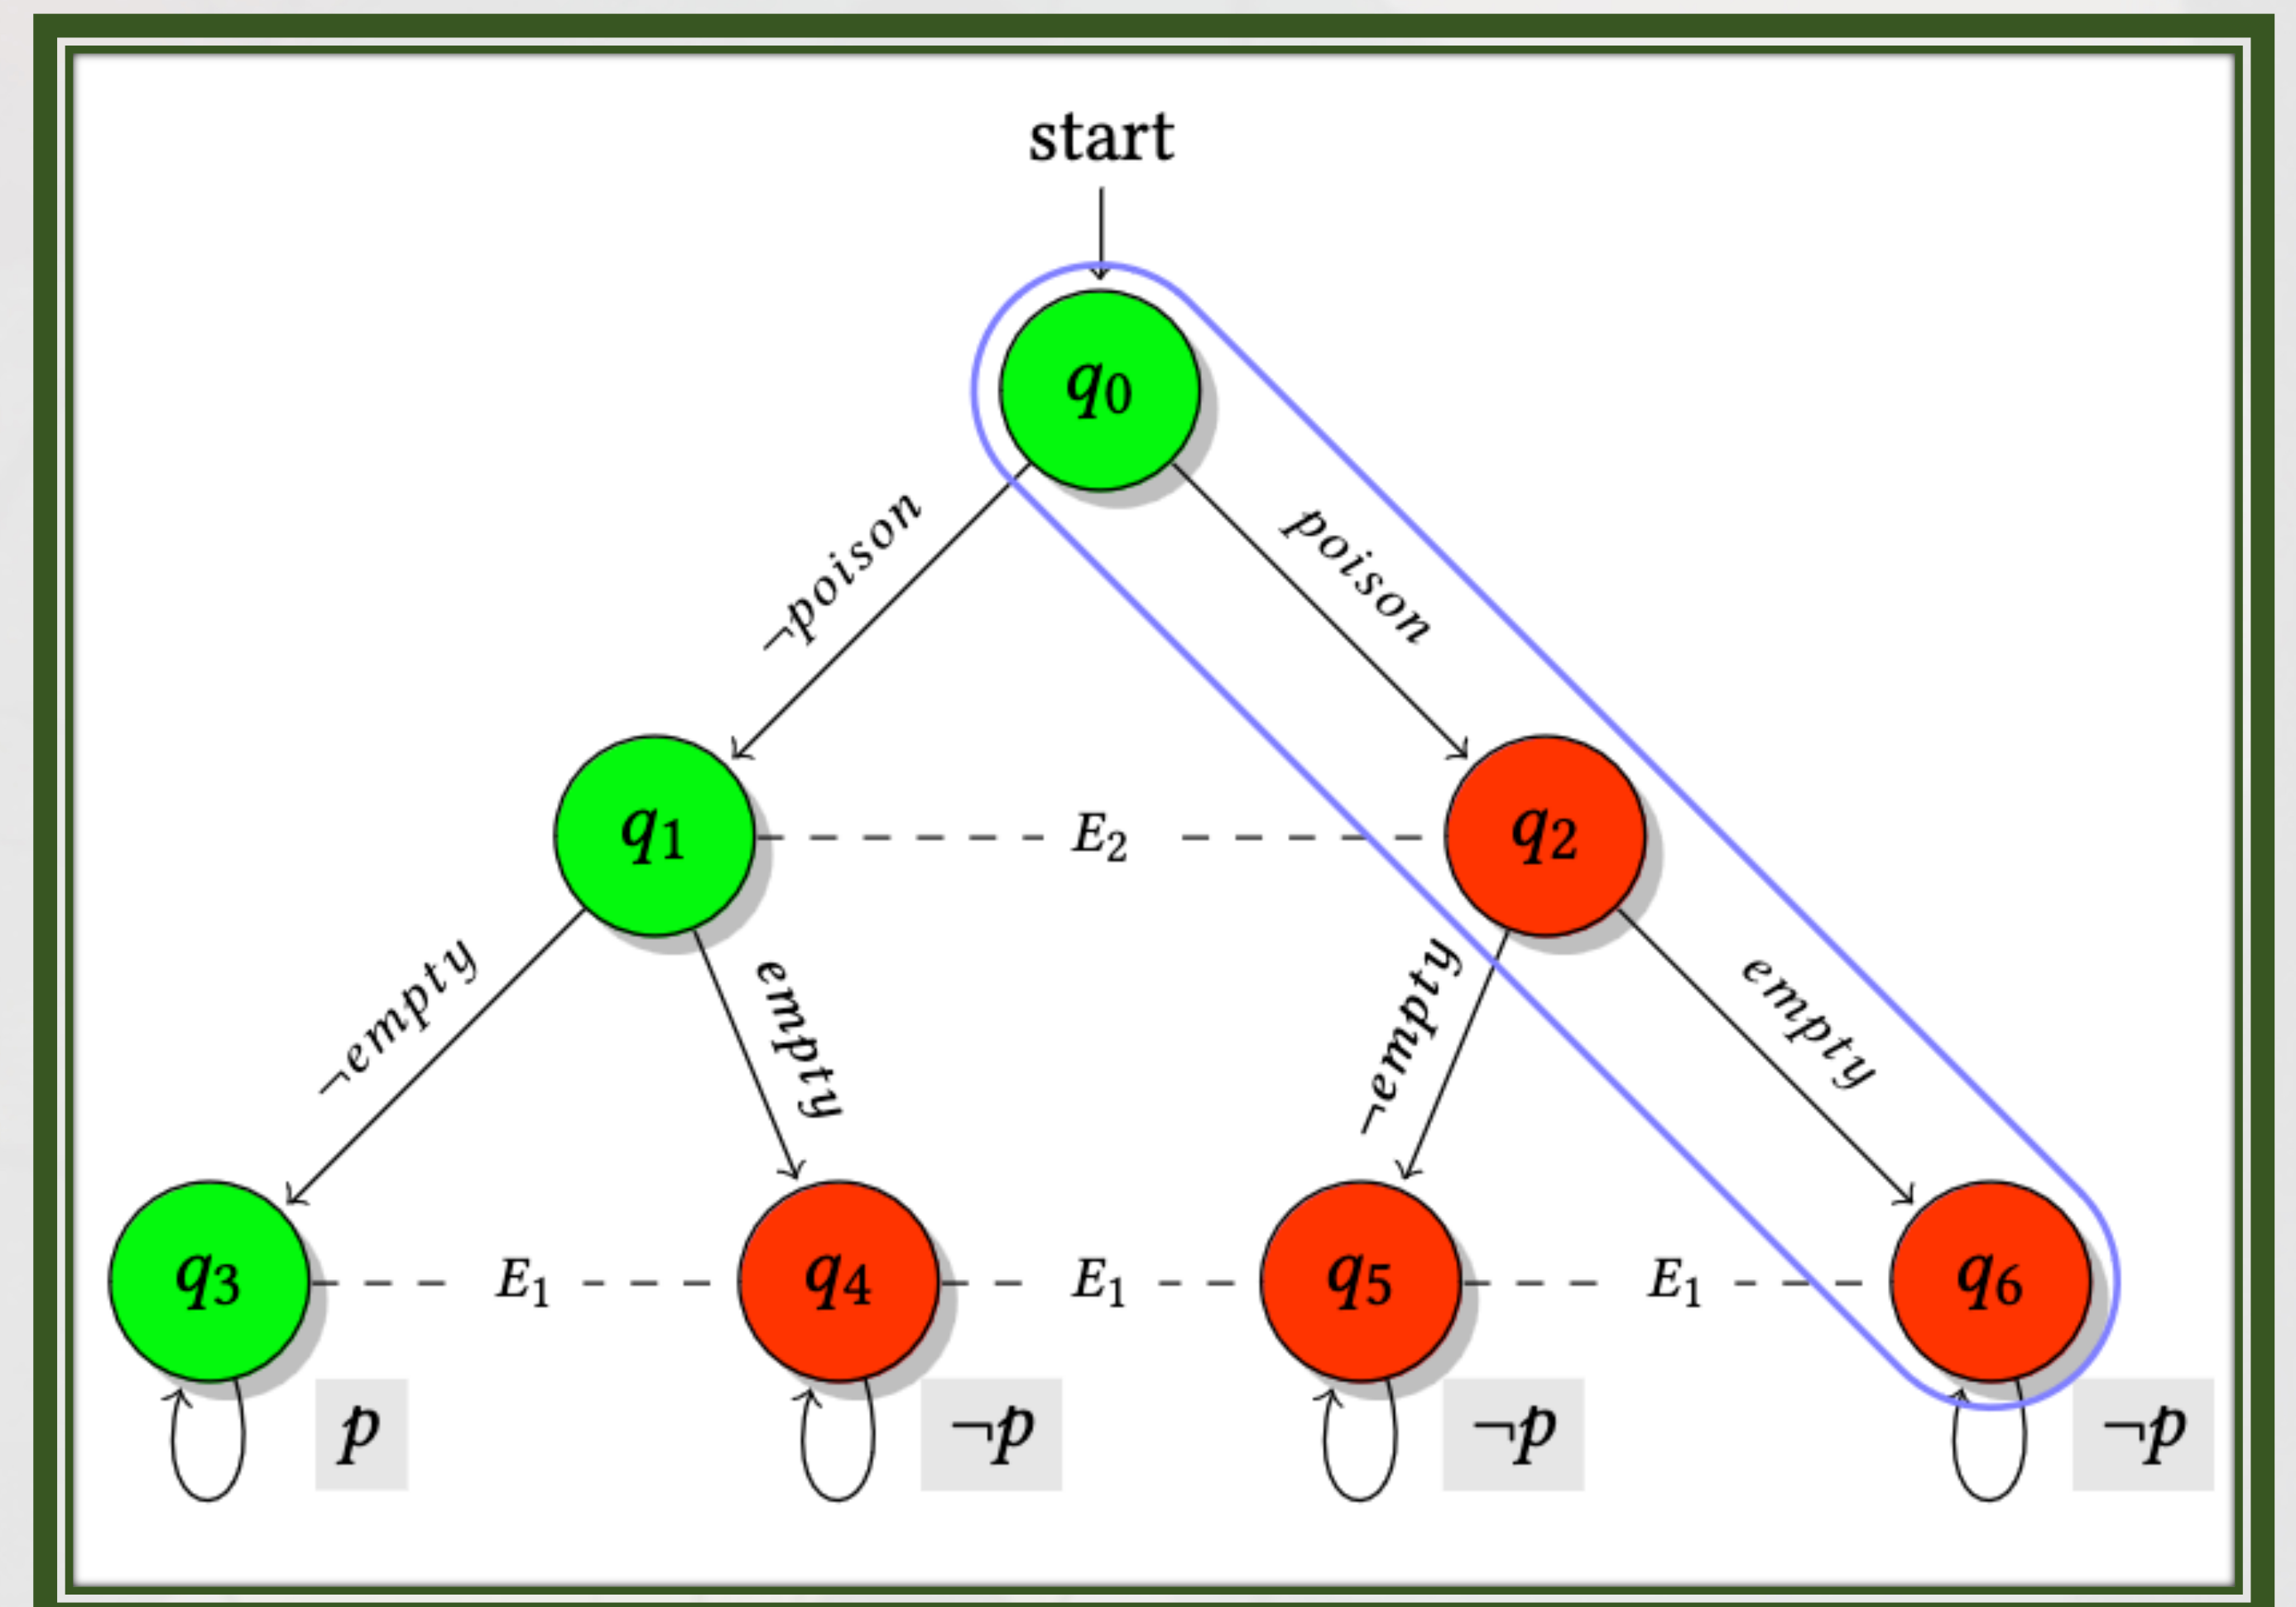 start
q0
¬poison
poison
q1
E2
q2
¬empty
empty
¬empty
empty
q3
E1
q4
E1
q5
E1
q6
p
¬p
¬p
¬p